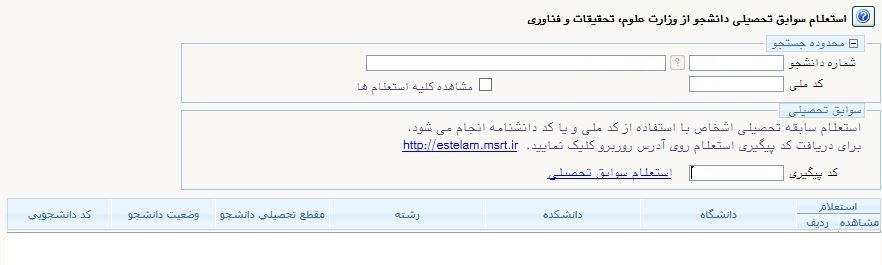 استعلام سوابق تحصیلی دانشجو از وزارت علوم، تحقیقات و فناوری
محدوده جستجو
شماره دانشجو ?
کد ملی مشاهده کلیه استعلام ها
سوابق تحصیلی
استعلام سابقه تحصیلی اشخاص با استفاده از کد ملی و یا کد دانشنامه انجام می شود.
برای دریافت کد پیگیری استعلام روی آدرس روبرو کلیک نمایید. http://estelam.msrt.ir
کد پیگیری استعلام سوابق تحصیلی
استعلام
مشاهده ردیف دانشگاه دانشکده رشته مقطع تحصیلی دانشجو وضعیت دانشجو کد دانشجویی